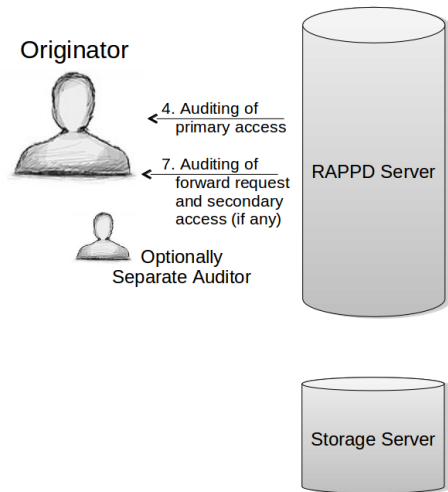 Originator
4. Auditing of
primary access
7. Auditing of
forward request
and secondary
access (if any)
RAPPD Server
Optionally
Separate Auditor
Storage Server